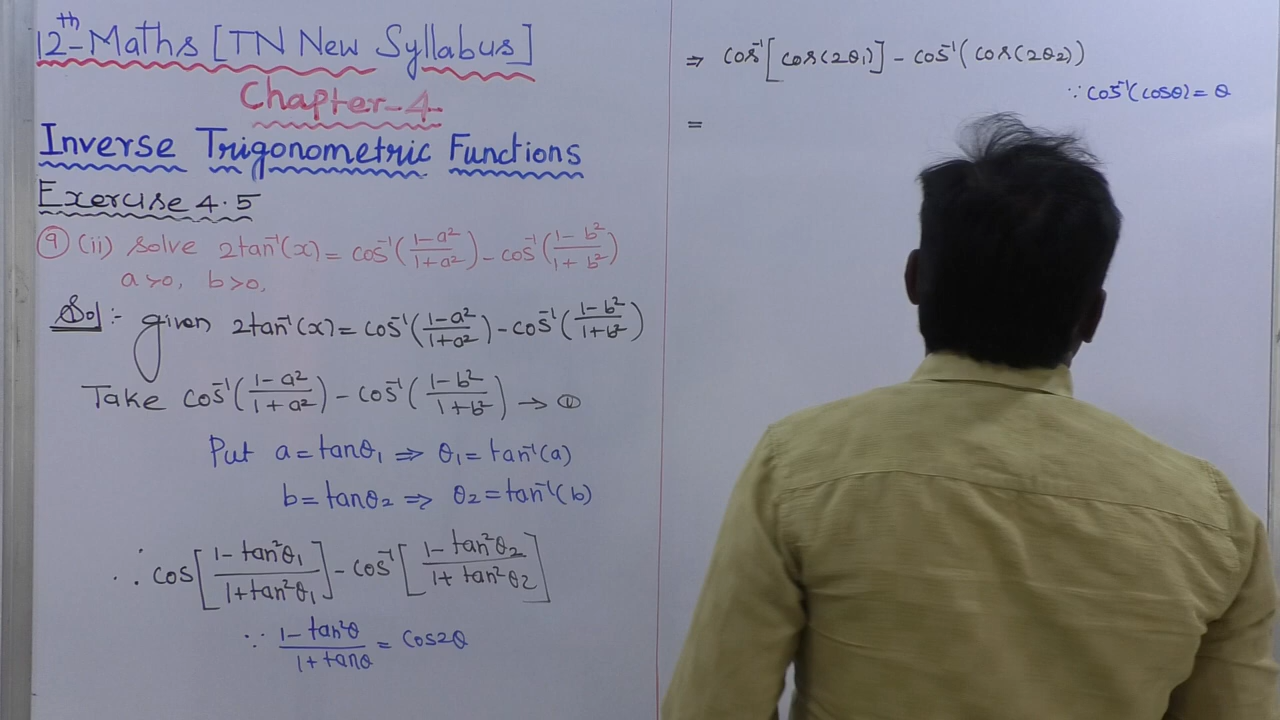 12th-Maths [TN New Syllabus]
Chapter-4
Inverse Trigonometric Functions
Exercise 4.5
9 (ii) solve 2tan⁻¹(x) = cos⁻¹((1-a²)/(1+a²)) - cos⁻¹((1-b²)/(1+b²))
a>0, b>0,
Sol:- given 2tan⁻¹(x) = cos⁻¹((1-a²)/(1+a²)) - cos⁻¹((1-b²)/(1+b²))
Take cos⁻¹((1-a²)/(1+a²)) - cos⁻¹((1-b²)/(1+b²)) → ①
Put a = tanθ₁ ⇒ θ₁ = tan⁻¹(a)
b = tanθ₂ ⇒ θ₂ = tan⁻¹(b)
∴ cos[(1-tan²θ₁)/(1+tan²θ₁)] - cos⁻¹[(1-tan²θ₂)/(1+tan²θ₂)]
∵ (1-tan²θ)/(1+tanθ) = cos2θ
⇒ cos⁻¹[cos(2θ₁)] - cos⁻¹(cos(2θ₂))
∵ cos⁻¹(cosθ) = θ
=